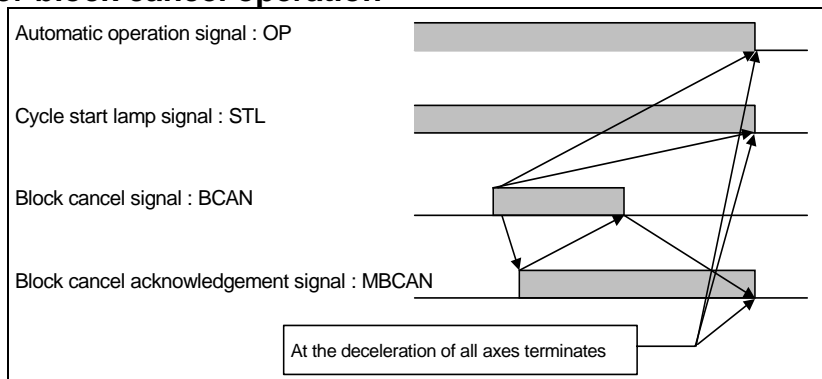 block cancel operation
Automatic operation signal : OP
Cycle start lamp signal : STL
Block cancel signal : BCAN
Block cancel acknowledgement signal : MBCAN
At the deceleration of all axes terminates